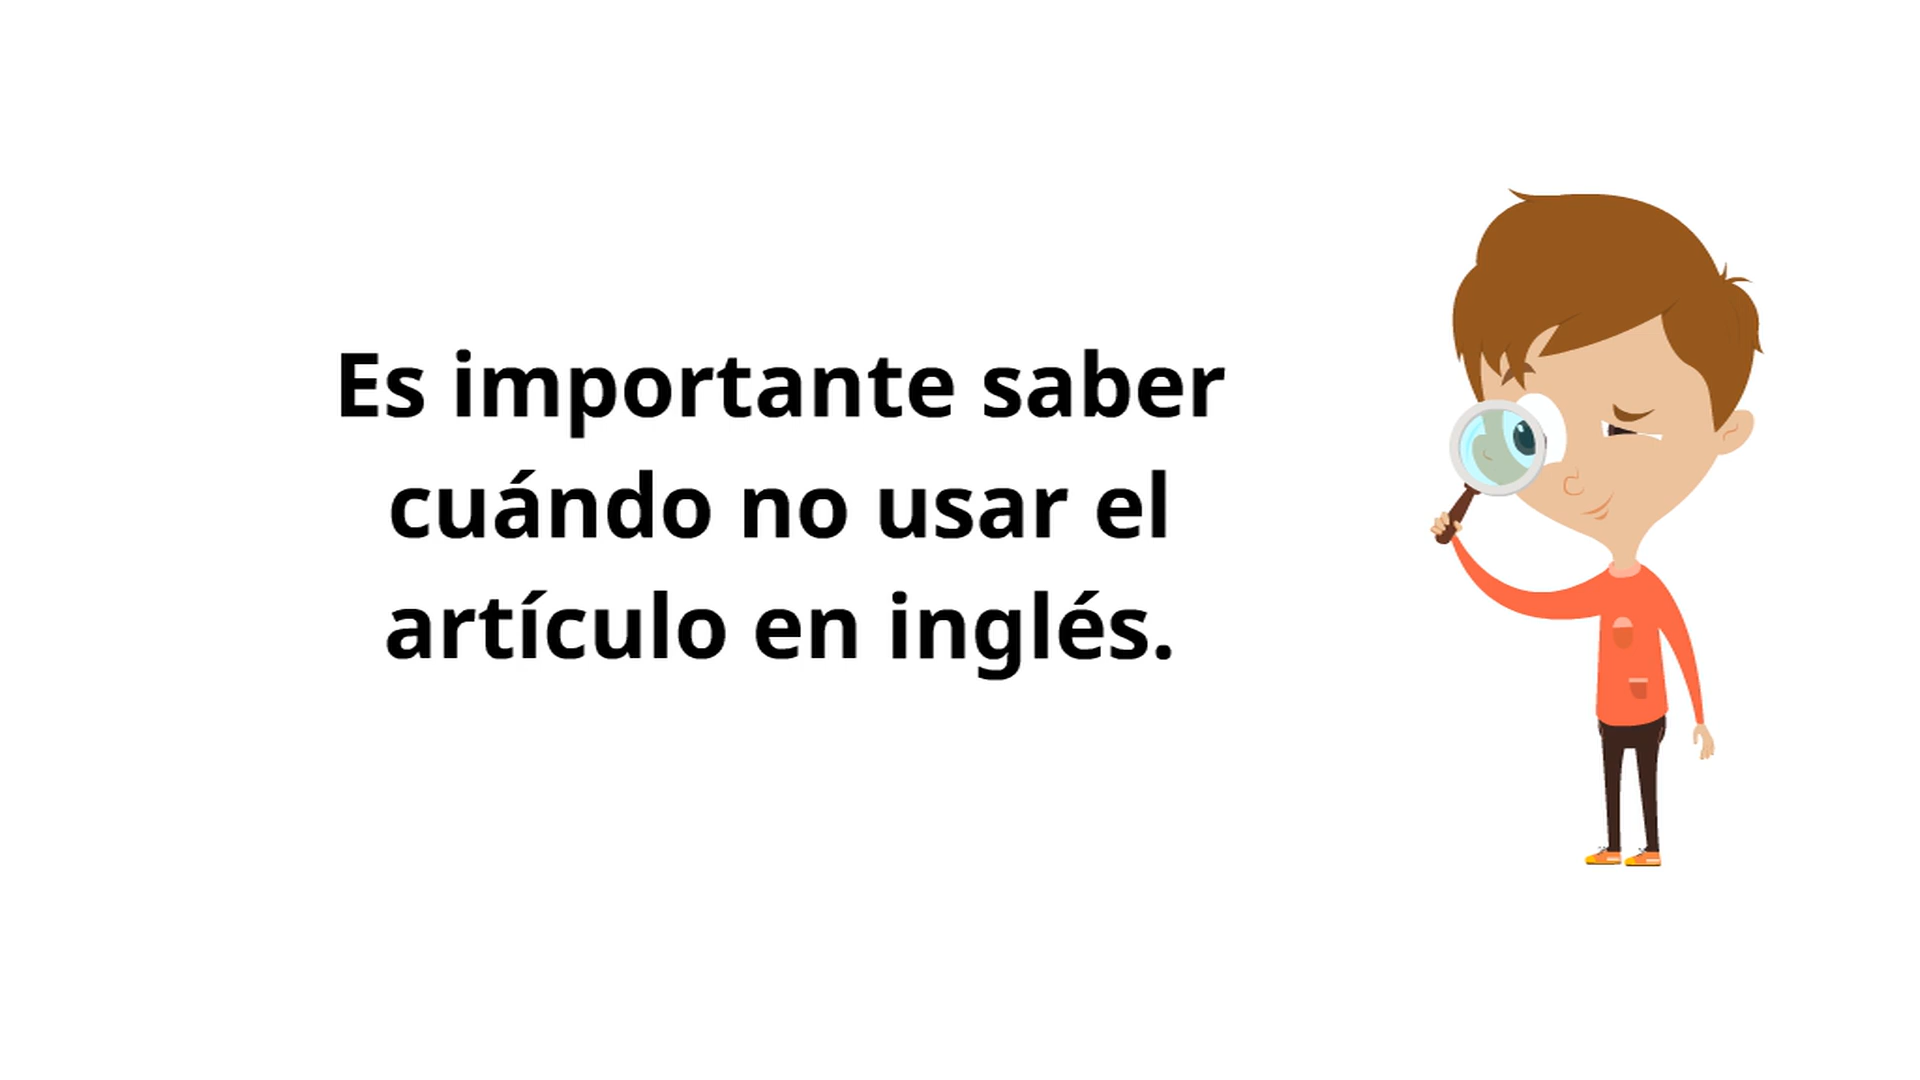 Es importante saber
cuándo no usar el
artículo en inglés.